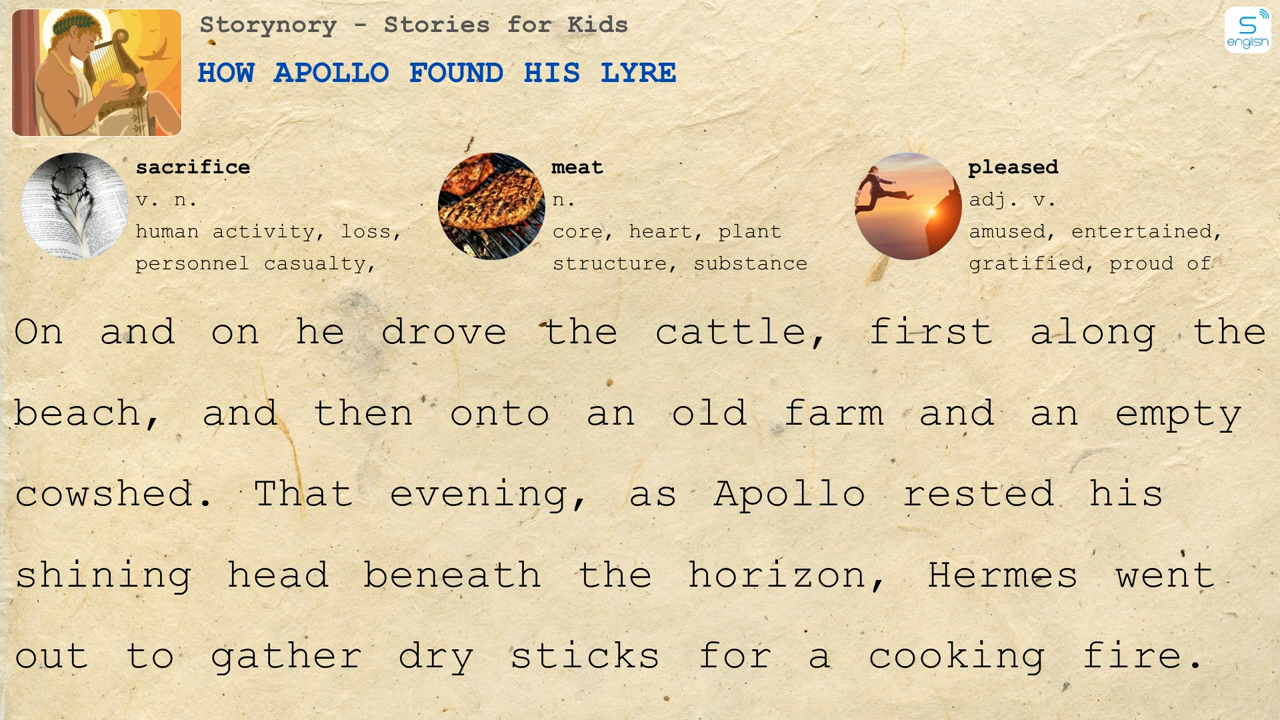 Storynory - Stories for Kids
HOW APOLLO FOUND HIS LYRE
S
english
sacrifice
v. n.
human activity, loss,
personnel casualty,
meat
n.
core, heart, plant
structure, substance
pleased
adj. v.
amused, entertained,
gratified, proud of
On and on he drove the cattle, first along the
beach, and then onto an old farm and an empty
cowshed. That evening, as Apollo rested his
shining head beneath the horizon, Hermes went
out to gather dry sticks for a cooking fire.